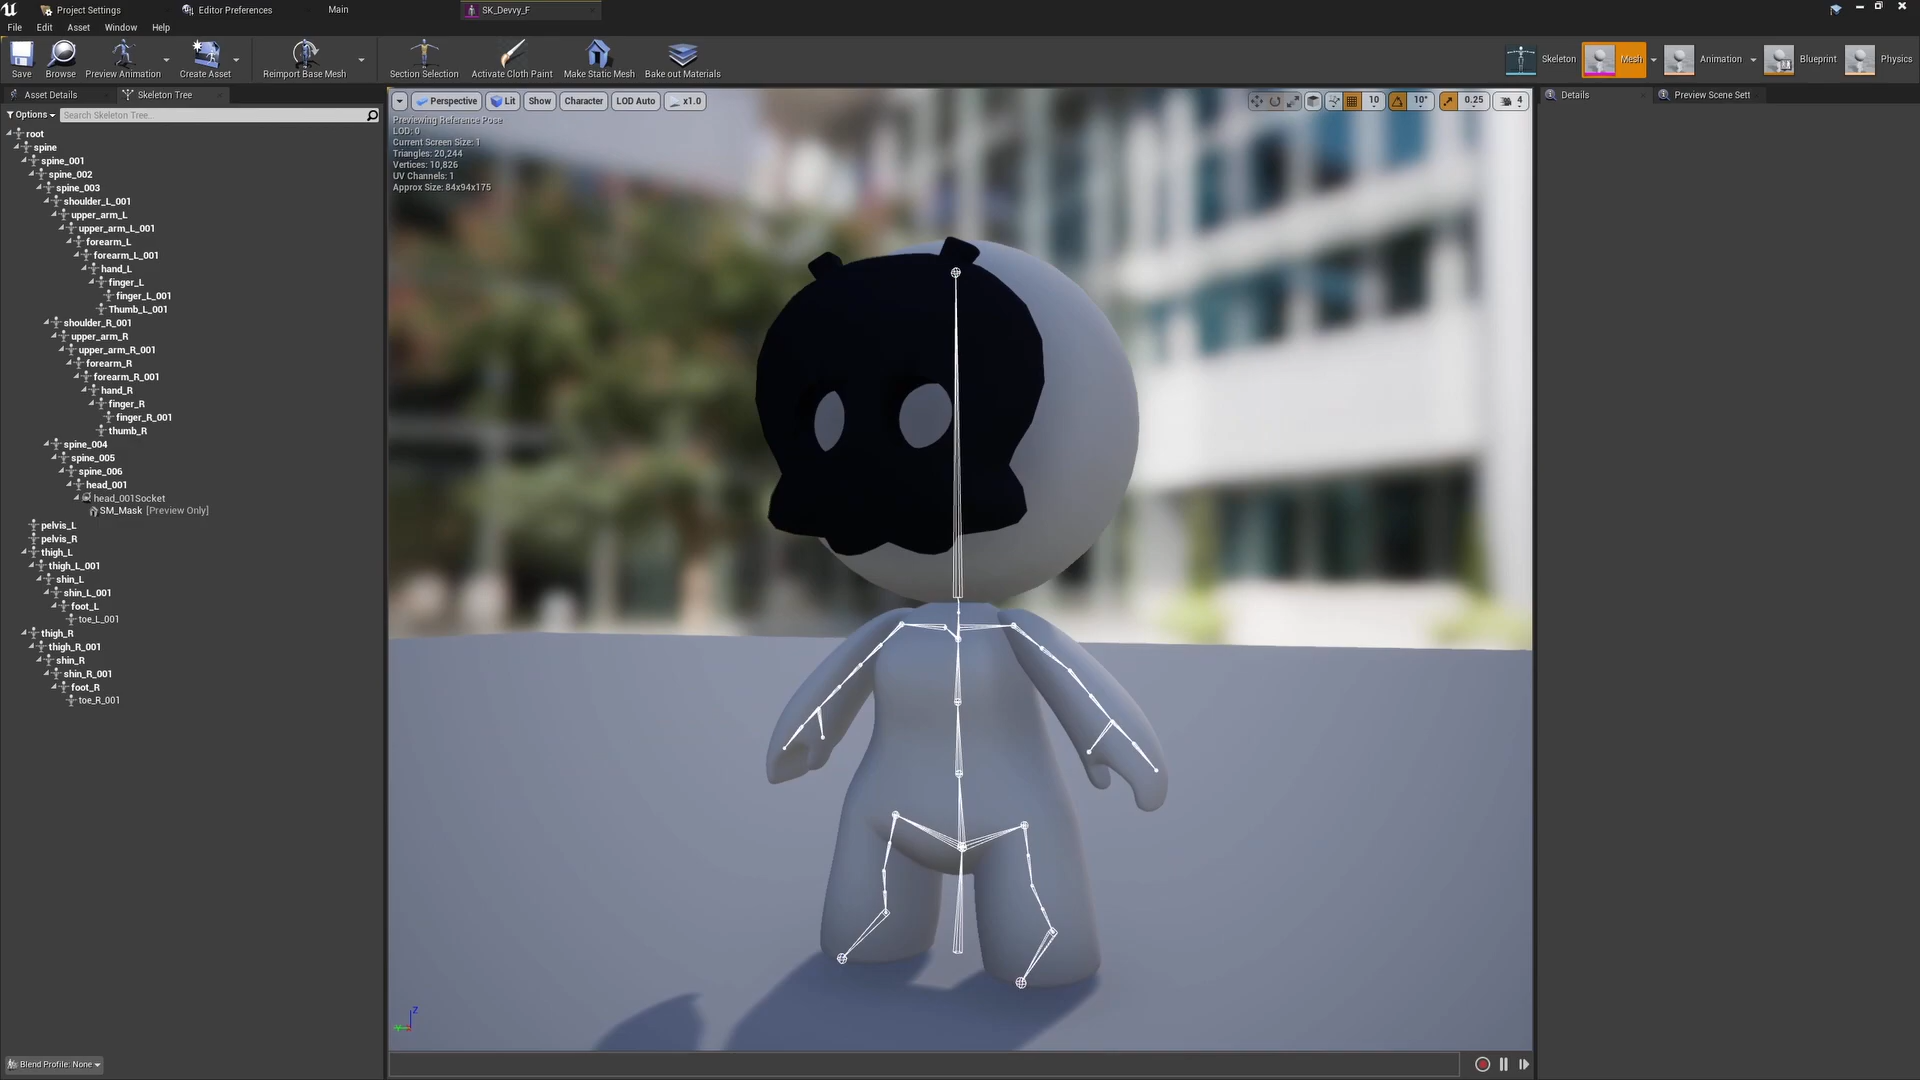 Project Settings
Editor Preferences
Main
SK_Devvy_F
File
Edit
Asset
Window
Help
Save
Browse
Preview Animation
Create Asset
Reimport Base Mesh
Section Selection
Activate Cloth Paint
Make Static Mesh
Bake out Materials
Skeleton
Mesh
Animation
Blueprint
Physics
Asset Details
Skeleton Tree
Details
Preview Scene Sett
Options
Search Skeleton Tree...
Perspective
Lit
Show
Character
LOD Auto
x1.0
10
10°
0.25
4
Previewing Reference Pose
LOD: 0
Current Screen Size: 1
Triangles: 20,244
Vertices: 10,826
UV Channels: 1
Approx Size: 84x94x175
root
spine
spine_001
spine_002
spine_003
shoulder_L_001
upper_arm_L
upper_arm_L_001
forearm_L
forearm_L_001
hand_L
finger_L
finger_L_001
Thumb_L_001
shoulder_R_001
upper_arm_R
upper_arm_R_001
forearm_R
forearm_R_001
hand_R
finger_R
finger_R_001
thumb_R
spine_004
spine_005
spine_006
head_001
head_001Socket
SM_Mask [Preview Only]
pelvis_L
pelvis_R
thigh_L
thigh_L_001
shin_L
shin_L_001
foot_L
toe_L_001
thigh_R
thigh_R_001
shin_R
shin_R_001
foot_R
toe_R_001
Z
Y
Blend Profile: None